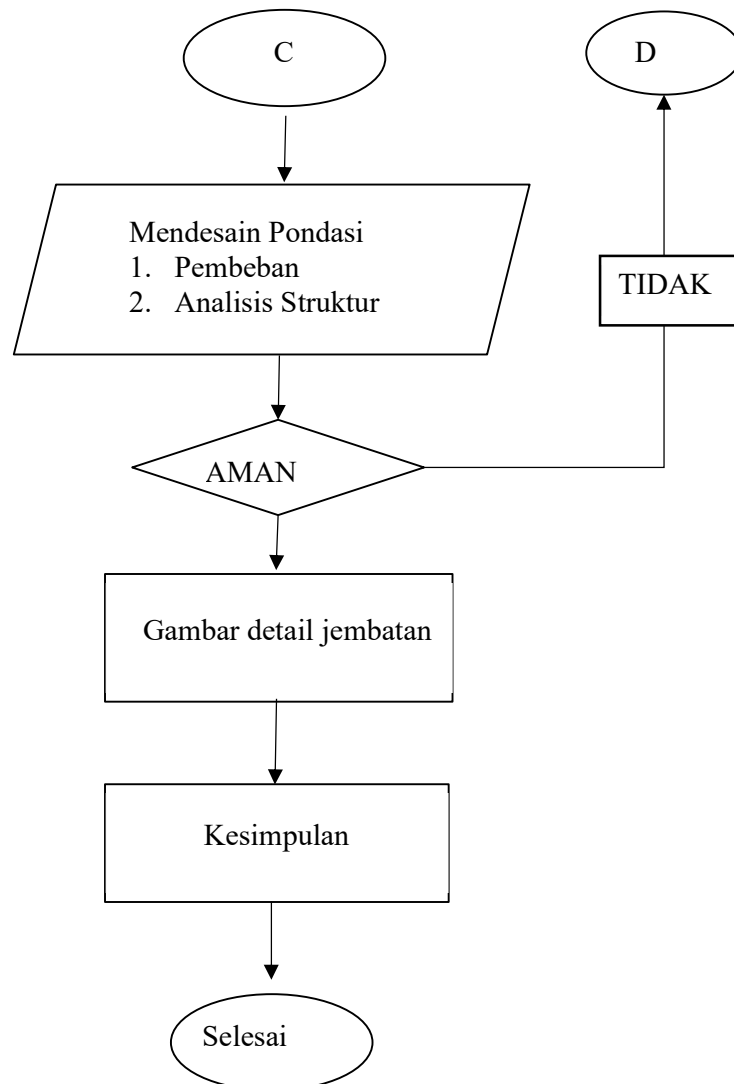 C
D
Mendesain Pondasi
1. Pembeban
2. Analisis Struktur
TIDAK
AMAN
Gambar detail jembatan
Kesimpulan
Selesai